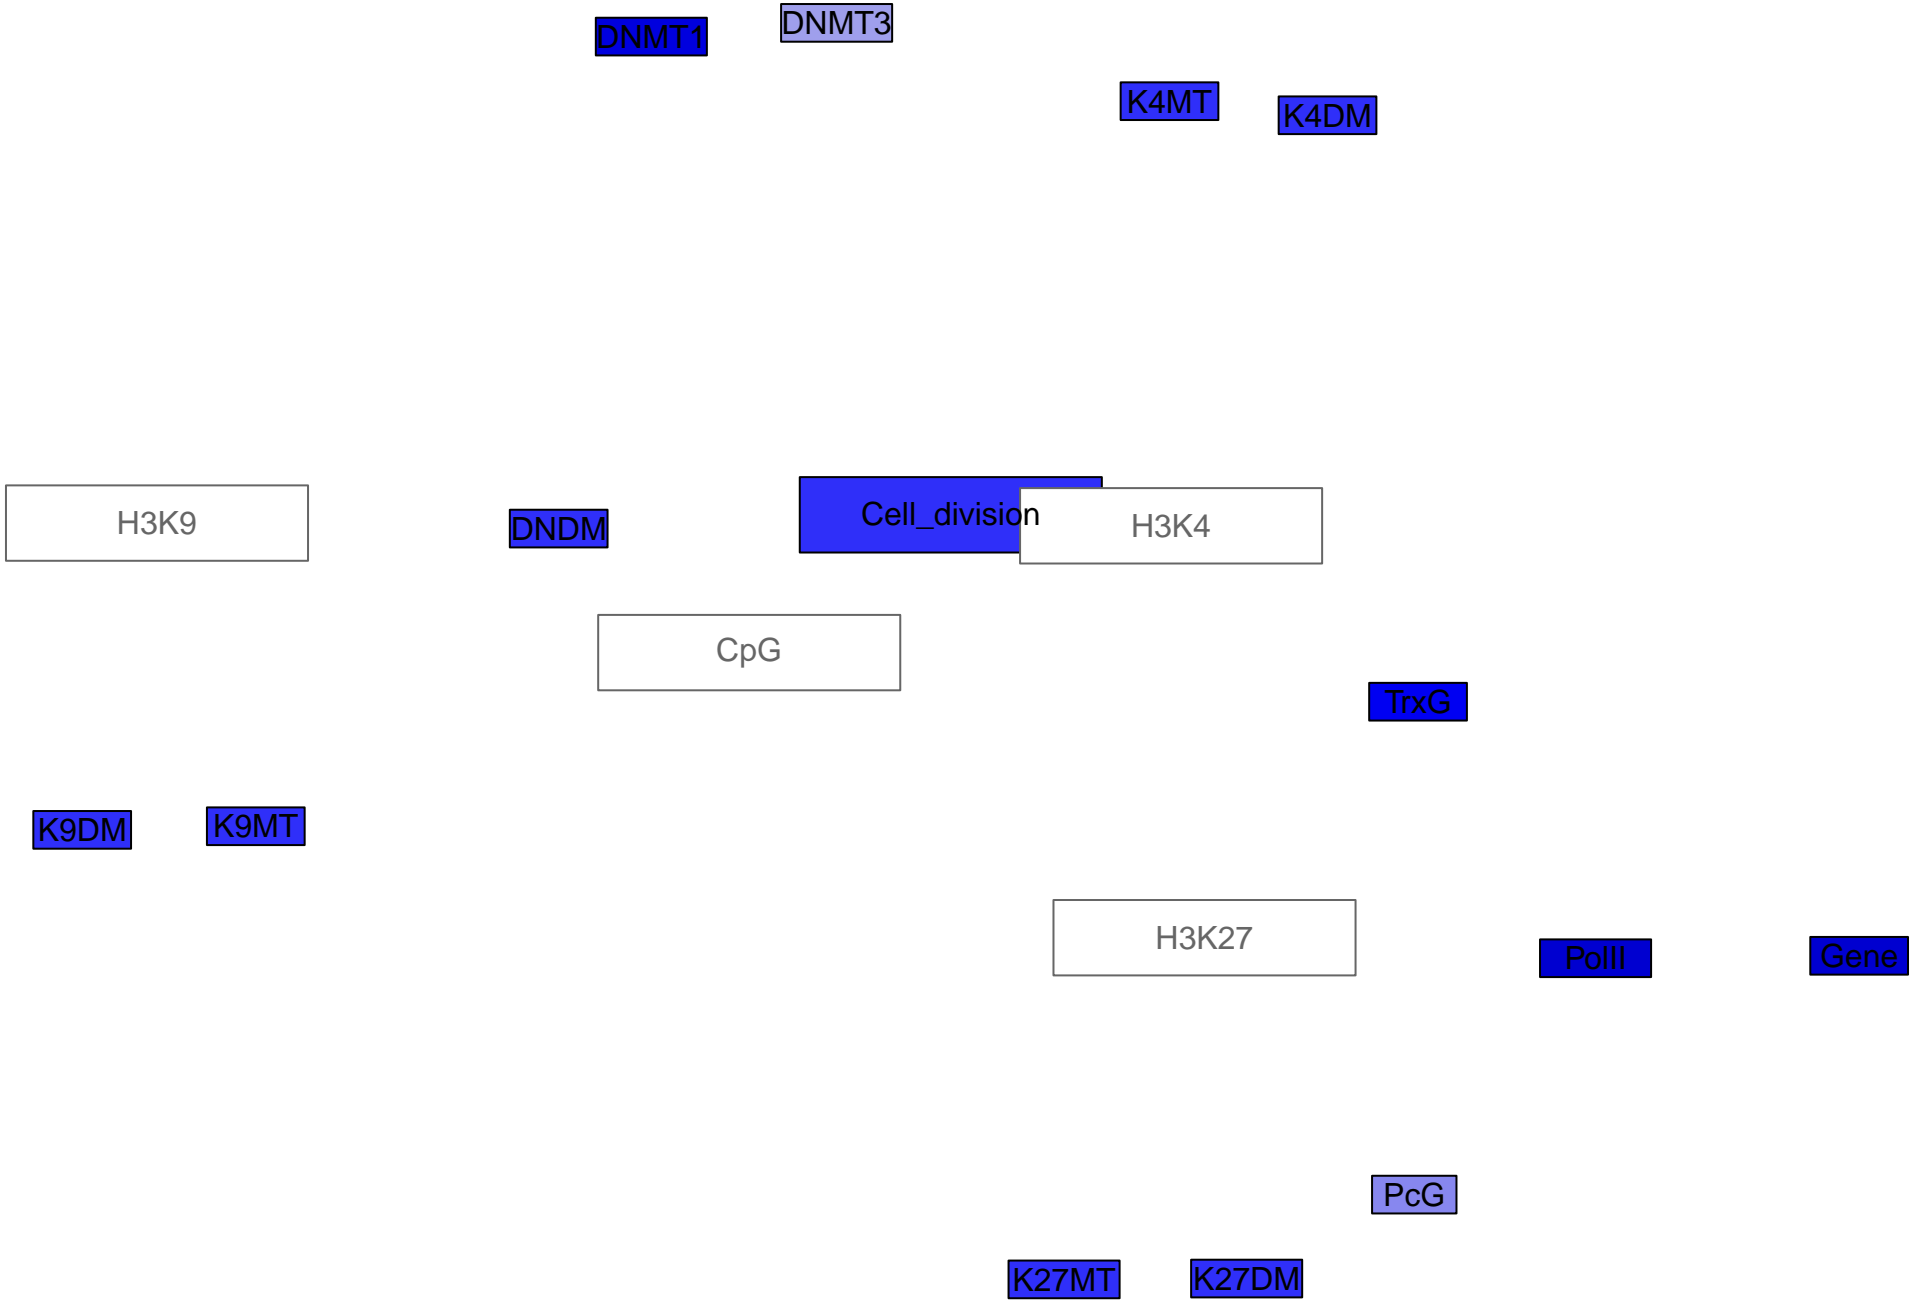 DNMT3
DNMT1
K4MT
K4DM
Cell_division
H3K9
H3K4
DNDM
CpG
TrxG
K9MT
K9DM
H3K27
Gene
PolII
PcG
K27MT
K27DM